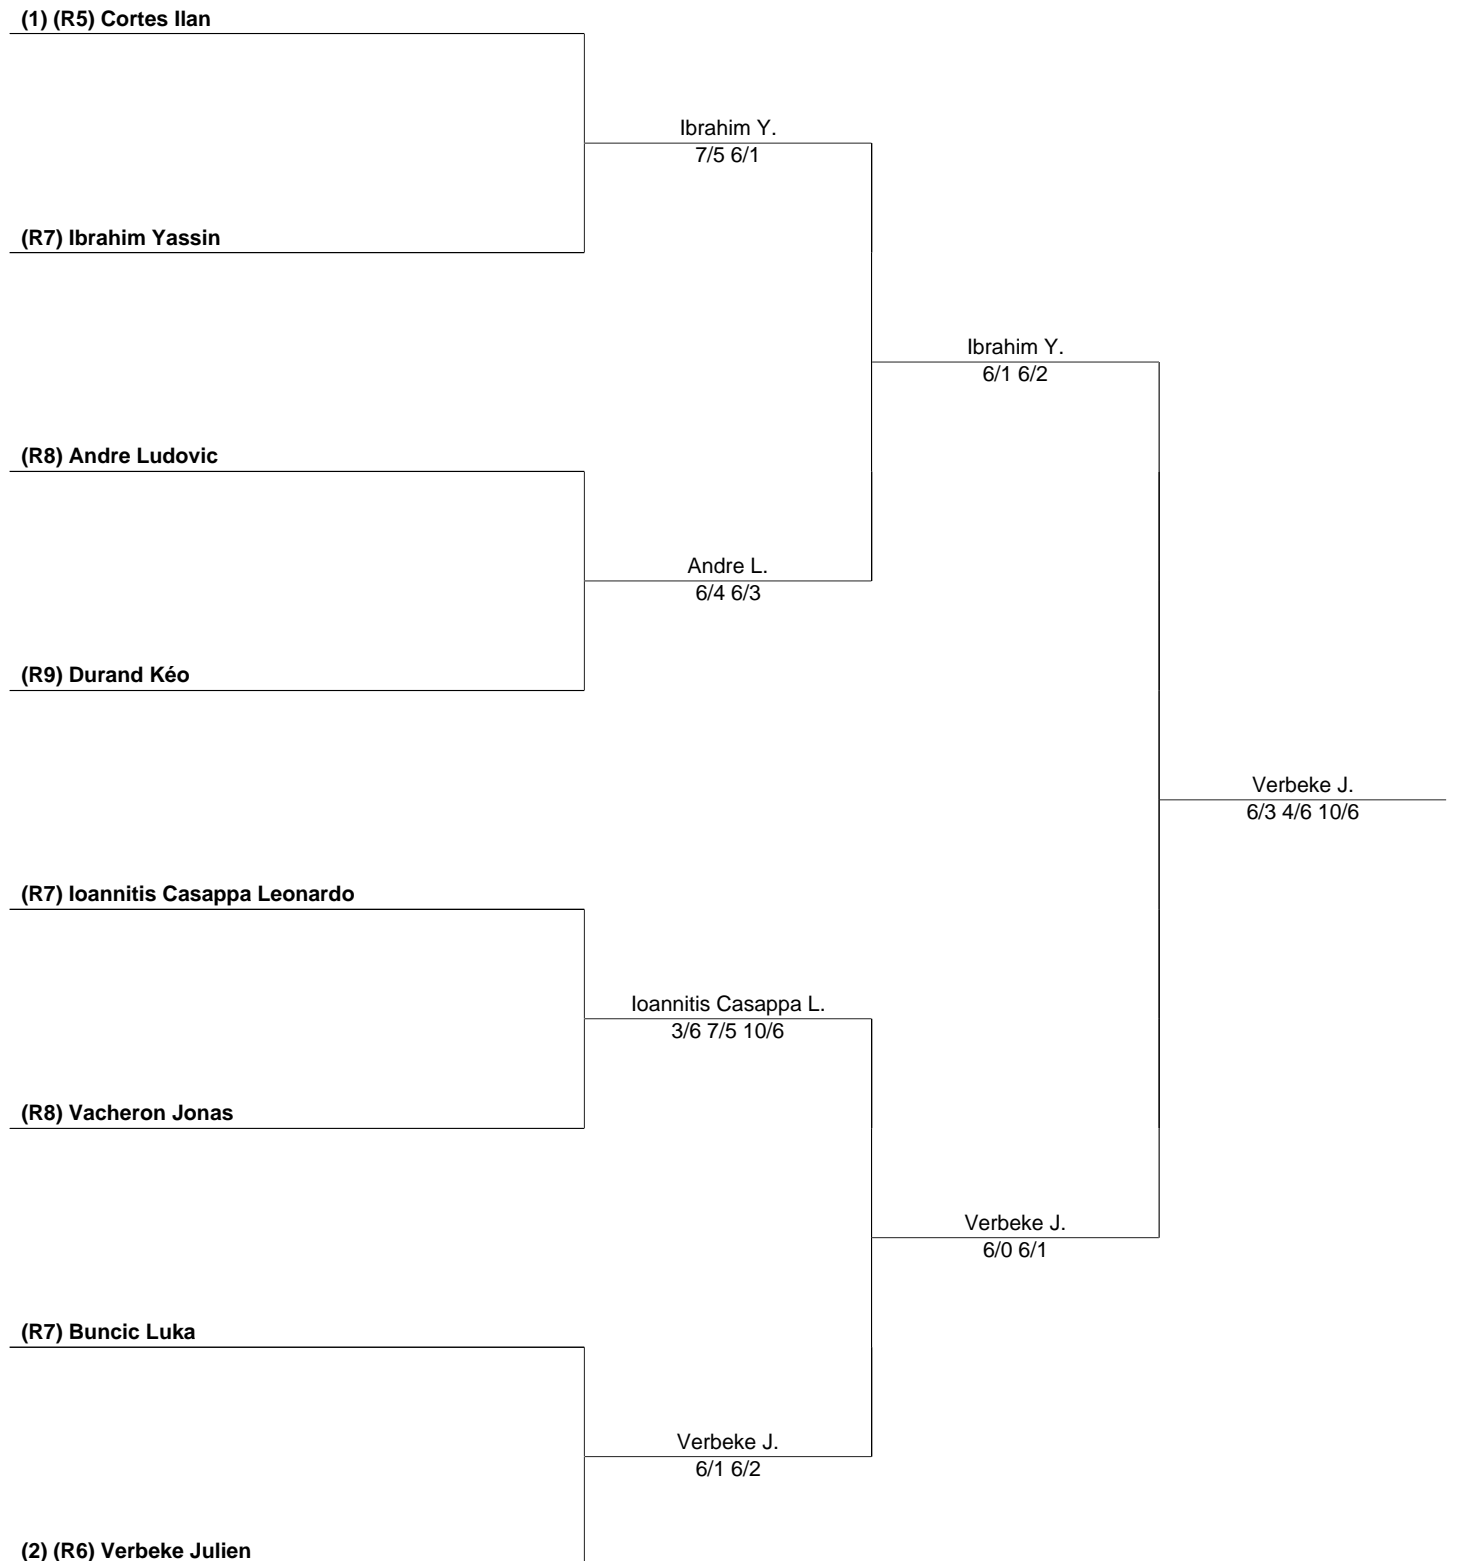 (1) (R5) Cortes Ilan
Ibrahim Y.
7/5 6/1
(R7) Ibrahim Yassin
Ibrahim Y.
6/1 6/2
(R8) Andre Ludovic
Andre L.
6/4 6/3
(R9) Durand Kéo
Verbeke J.
6/3 4/6 10/6
(R7) Ioannitis Casappa Leonardo
Ioannitis Casappa L.
3/6 7/5 10/6
(R8) Vacheron Jonas
Verbeke J.
6/0 6/1
(R7) Buncic Luka
Verbeke J.
6/1 6/2
(2) (R6) Verbeke Julien